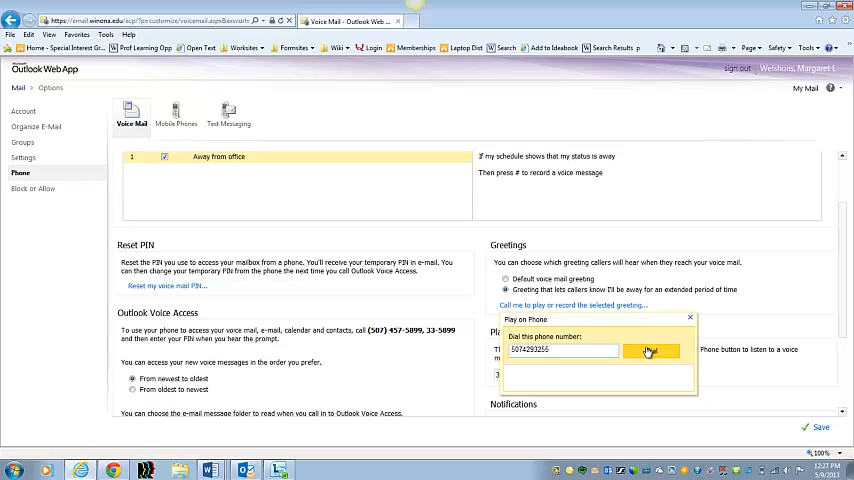 https://email.winona.edu/ecp/?p=customize/voicemail.aspx&exsvurl=
Voice Mail - Outlook Web ...
File Edit View Favorites Tools Help
Home - Special Interest Gr... Prof Learning Opp Open Text Bookmarks Formsites Wiki Login Memberships Laptop Dist Add to Ideabook Search Results p
Page Safety Tools
Outlook Web App
sign out Welshons, Margaret L
Mail Options
My Mail
Account
Organize E-Mail
Groups
Settings
Phone
Block or Allow
Voice Mail Mobile Phones Text Messaging
1 Away from office
If my schedule shows that my status is away
Then press # to record a voice message
Reset PIN
Reset the PIN you use to access your mailbox from a phone. You'll receive your temporary PIN in e-mail. You
can then change your temporary PIN from the phone the next time you call Outlook Voice Access.
Reset my voice mail PIN...
Outlook Voice Access
To use your phone to access your voice mail, e-mail, calendar and contacts, call (507) 457-5899, 33-5899
and then enter your PIN when you hear the prompt.
You can access your new voice messages in the order you prefer.
From newest to oldest
From oldest to newest
You can choose the e-mail message folder to read when you call in to Outlook Voice Access.
Greetings
You can choose which greeting callers will hear when they reach your voice mail.
Default voice mail greeting
Greeting that lets callers know I'll be away for an extended period of time
Call me to play or record the selected greeting...
Play on Phone
Dial this phone number:
5074293255
Phone button to listen to a voice
Notifications
Save
100%
12:27 PM
5/9/2013